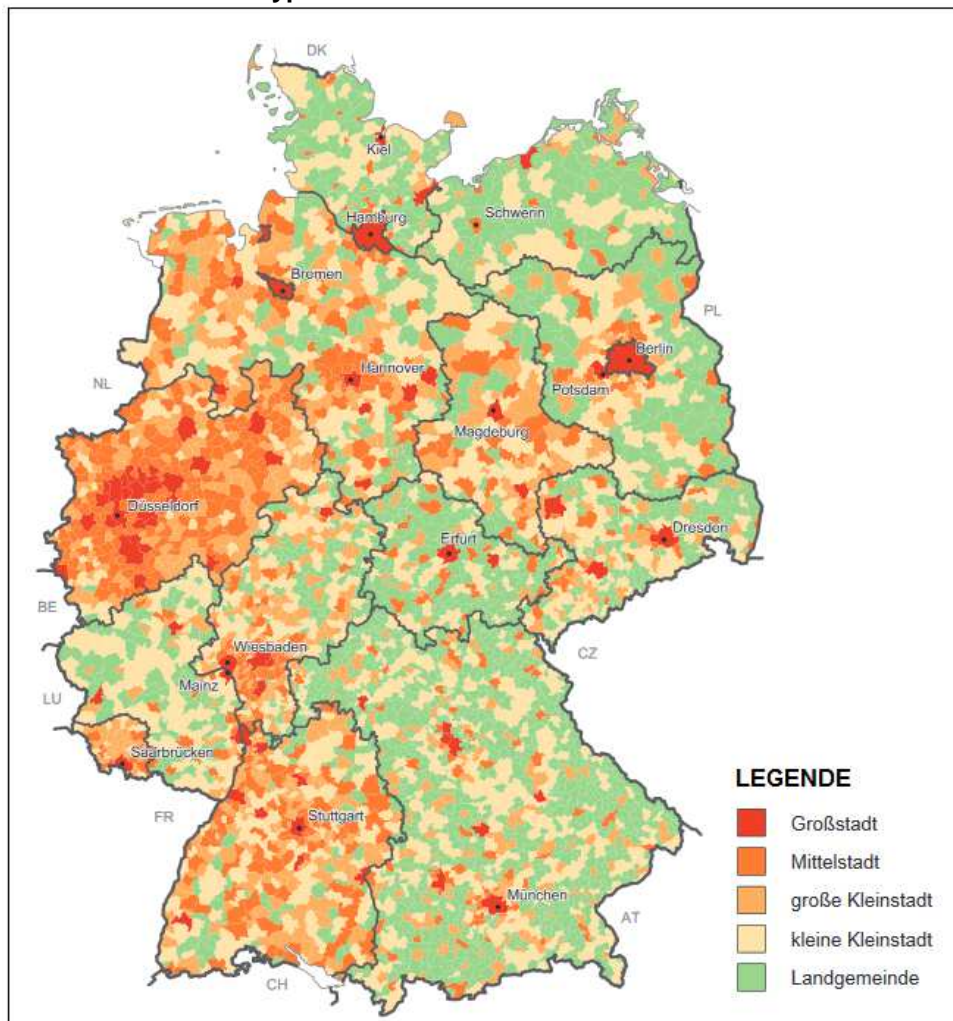 DK
Kiel
Hamburg
Schwerin
Bremen
PL
Berlin
Hannover
Potsdam
NL
Magdeburg
Düsseldorf
Dresden
Erfurt
BE
Wiesbaden
CZ
Mainz
LU
Saarbrücken
LEGENDE
FR
Stuttgart
Großstadt
Mittelstadt
München
große Kleinstadt
AT
kleine Kleinstadt
CH
Landgemeinde